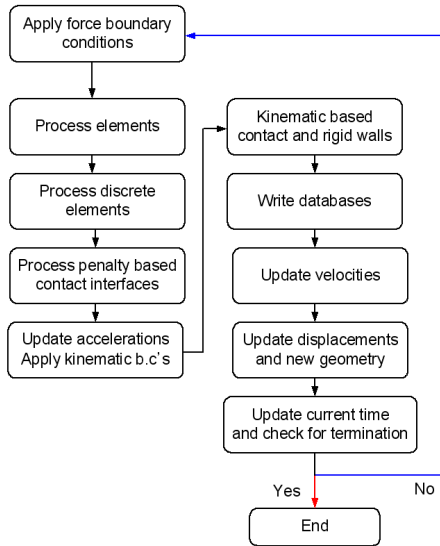 Apply force boundary
conditions
Process elements
Process discrete
elements
Process penalty based
contact interfaces
Update accelerations
Apply kinematic b.c's
Kinematic based
contact and rigid walls
Write databases
Update velocities
Update displacements
and new geometry
Update current time
and check for termination
Yes
No
End